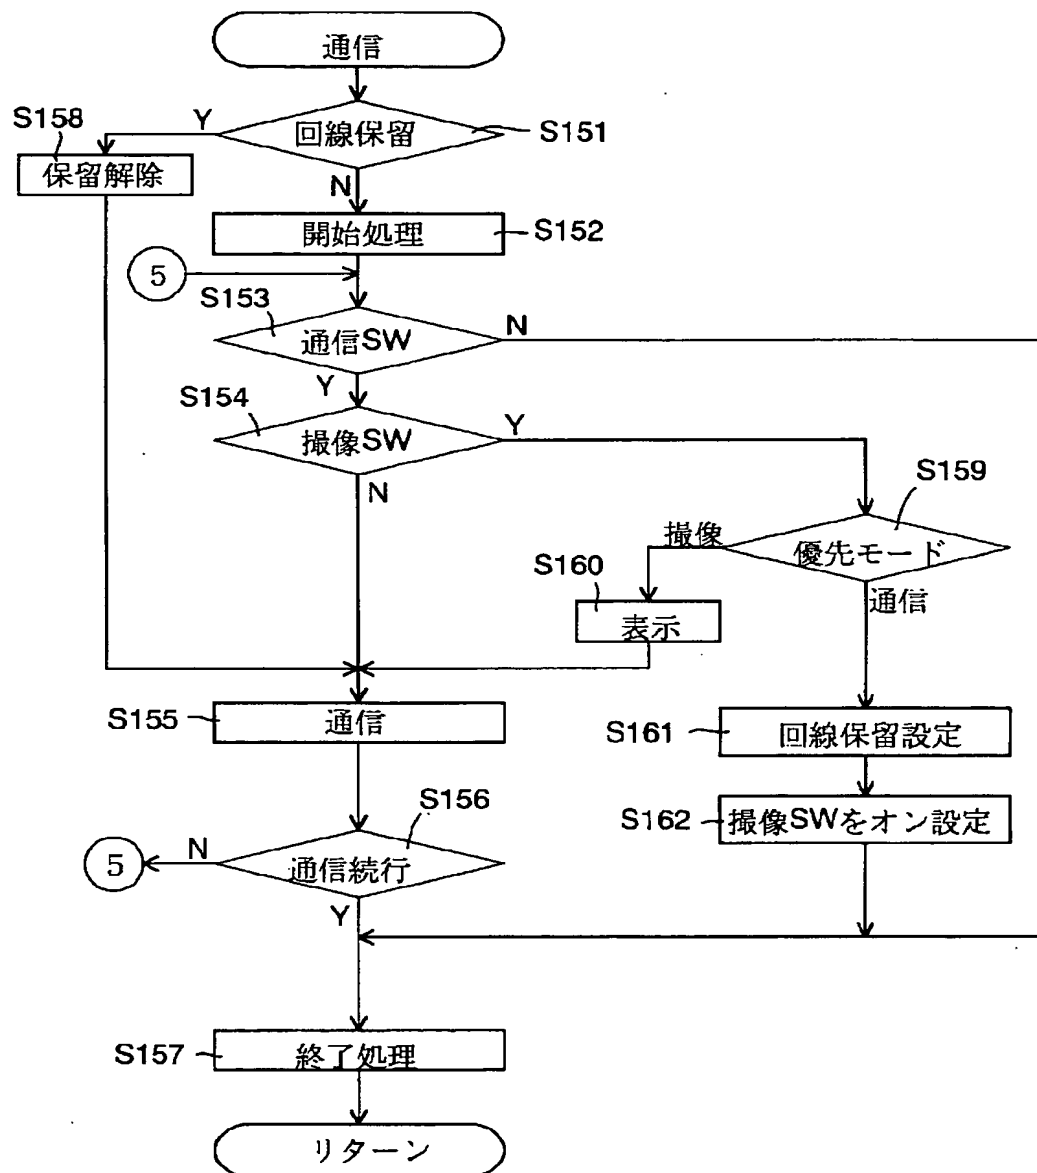 通信
S158
Y
回線保留
S151
保留解除
N
開始処理
S152
5
S153
通信SW
N
Y
S154
撮像SW
Y
N
S159
撮像
優先モード
S160
通信
表示
S155
通信
S161
回線保留設定
S156
S162
撮像SWをオン設定
5
N
通信続行
Y
S157
終了処理
リターン